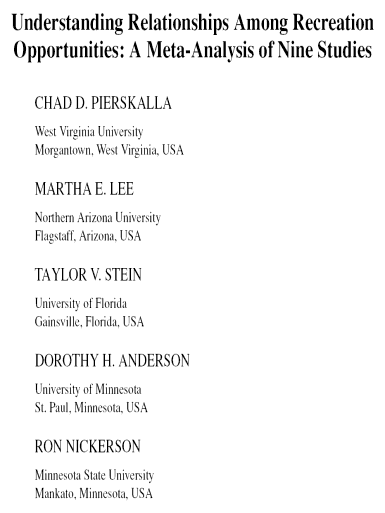 Understanding Relationships Among Recreation
Opportunities: A Meta-Analysis of Nine Studies
CHAD D. PIERSKALLA
West Virginia University
Morgantown, West Virginia, USA
MARTHA E. LEE
Northern Arizona University
Flagstaff, Arizona, USA
TAYLOR V. STEIN
University of Florida
Gainsville, Florida, USA
DOROTHY H. ANDERSON
University of Minnesota
St. Paul, Minnesota, USA
RON NICKERSON
Minnesota State University
Mankato, Minnesota, USA